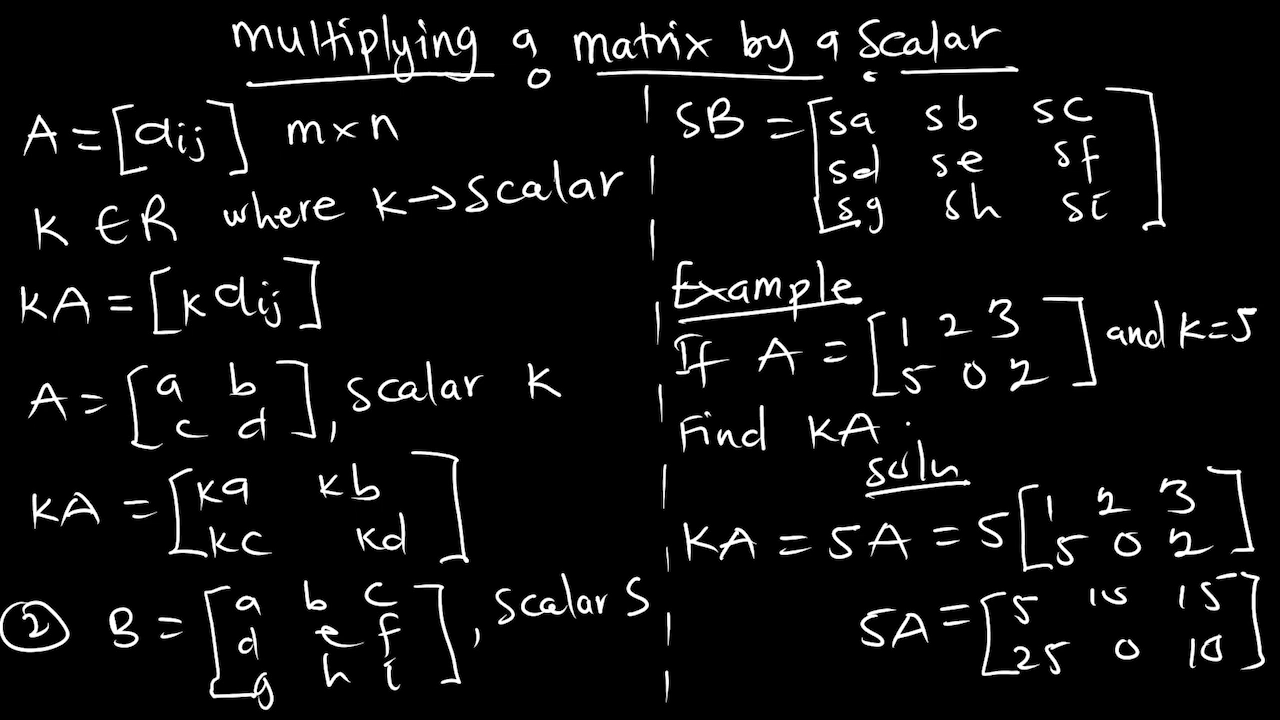 multiplying a matrix by a scalar
A = [aij] m×n
K ∈ R where K→scalar
KA = [k aij]
A = [a b
c d], scalar K
KA = [Ka Kb
Kc Kd]
② B = [a b c
d e f
g h i], scalar S
SB = [sa sb sc
sd se sf
sg sh si]
Example
If A = [1 2 3
5 0 2] and K=5
Find KA.
soln
KA = 5A = 5[1 2 3
5 0 2]
5A = [5 10 15
25 0 10]